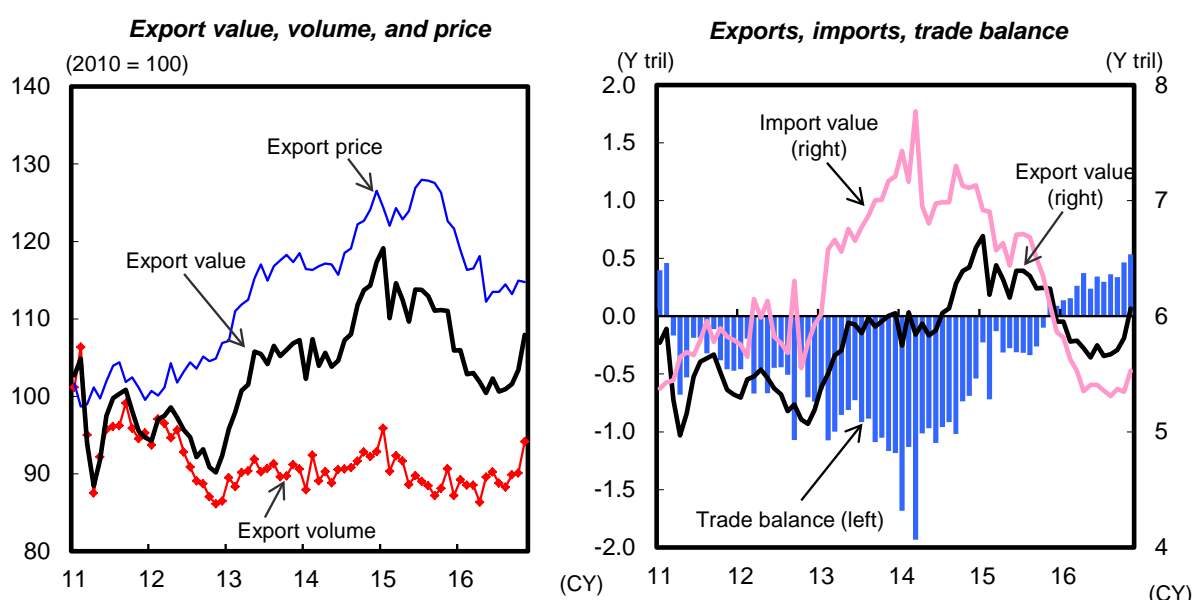 Export value, volume, and price
(2010 = 100)
140
130
120
110
100
90
80
Export price
Export value
Export volume
11 12 13 14 15 16
(CY)
Exports, imports, trade balance
(Y tril) (Y tril)
2.0
1.5
1.0
0.5
0.0
-0.5
-1.0
-1.5
-2.0
Import value
(right)
Export value
(right)
Trade balance (left)
8
7
6
5
4
11 12 13 14 15 16
(CY)